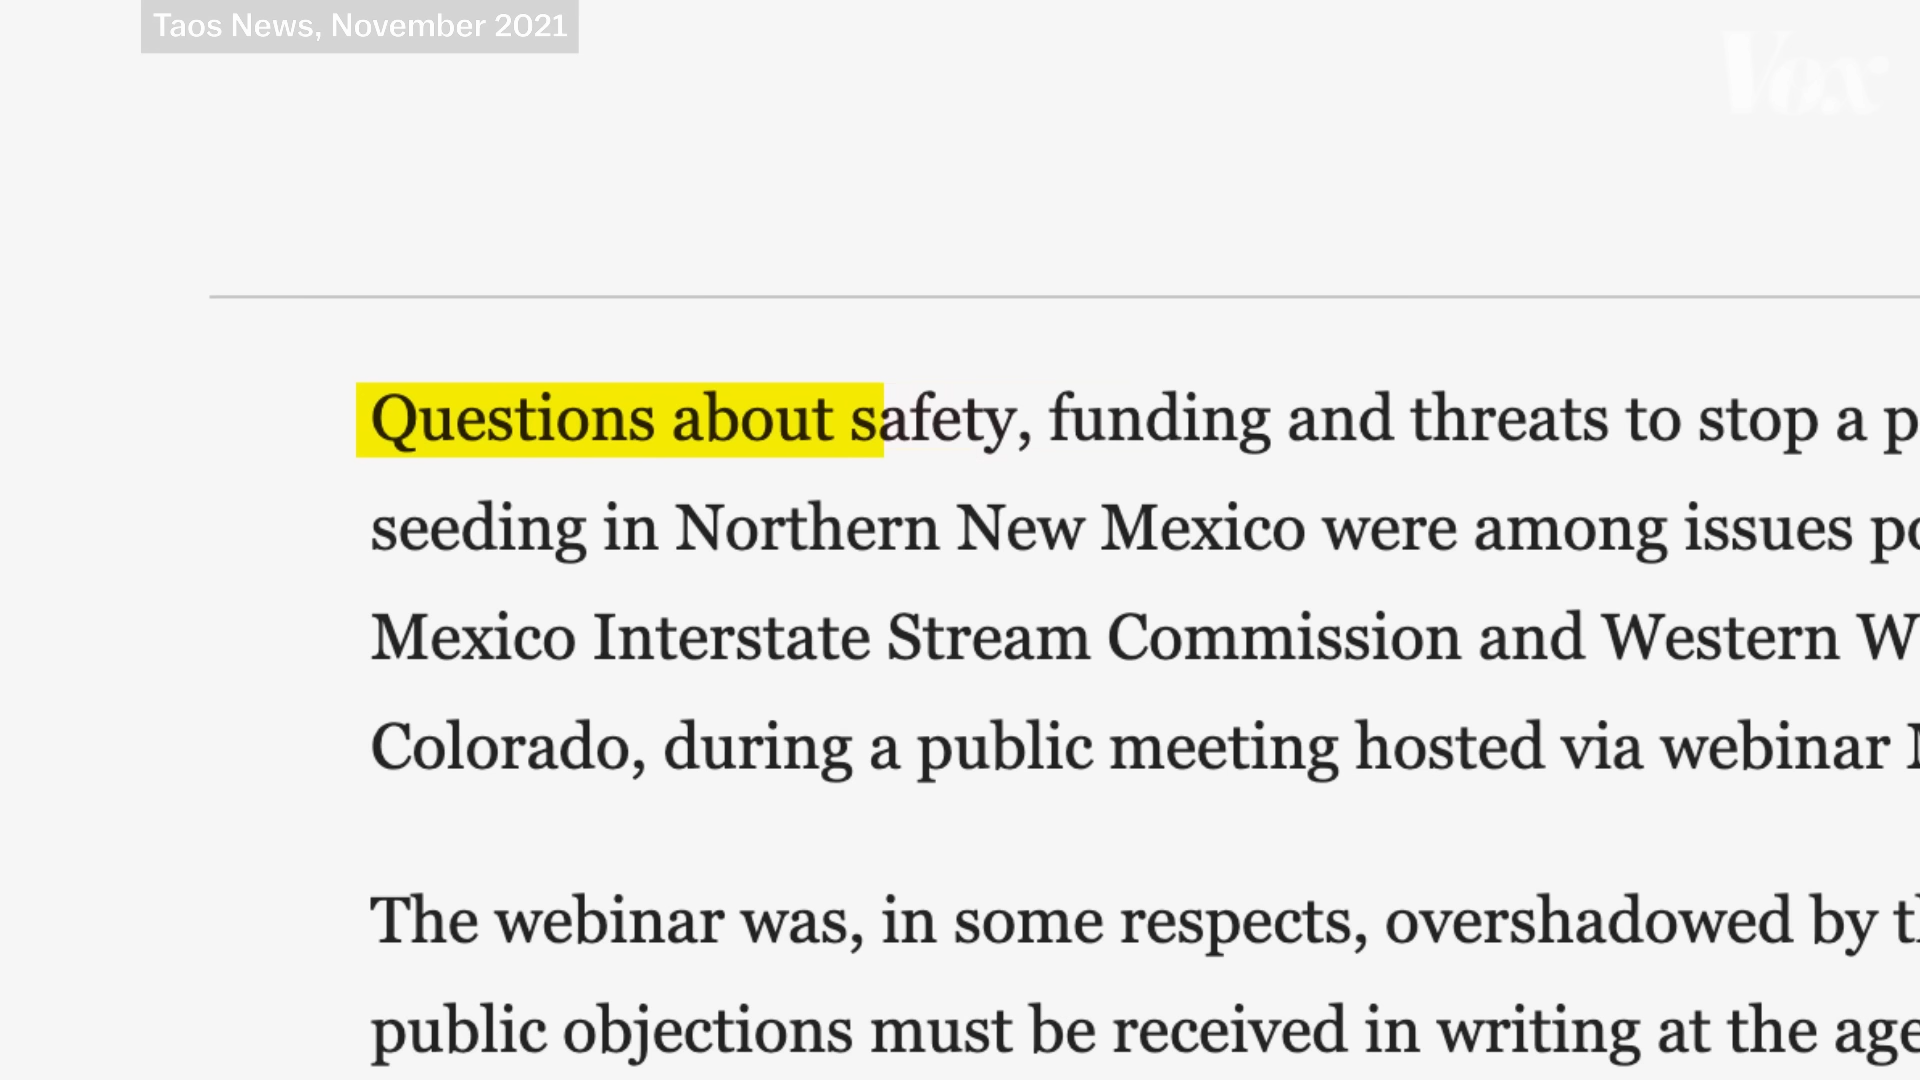 Taos News, November 2021
Vox
Questions about safety, funding and threats to stop a p
seeding in Northern New Mexico were among issues po
Mexico Interstate Stream Commission and Western W
Colorado, during a public meeting hosted via webinar
The webinar was, in some respects, overshadowed by t
public objections must be received in writing at the age